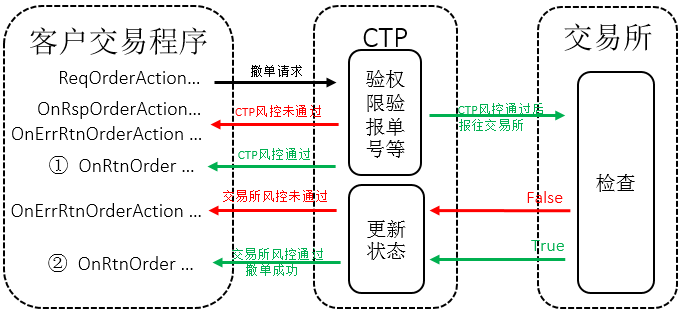 客户交易程序
CTP
交易所
ReqOrderAction...
撤单请求
OnRspOrderAction...
OnErrRtnOrderAction ...
CTP风控未通过
① OnRtnOrder ...
CTP风控通过
验权
限验
报单
号等
CTP风控通过后
报往交易所
检查
OnErrRtnOrderAction ...
交易所风控未通过
更新
状态
False
② OnRtnOrder ...
交易所风控通过
撤单成功
True